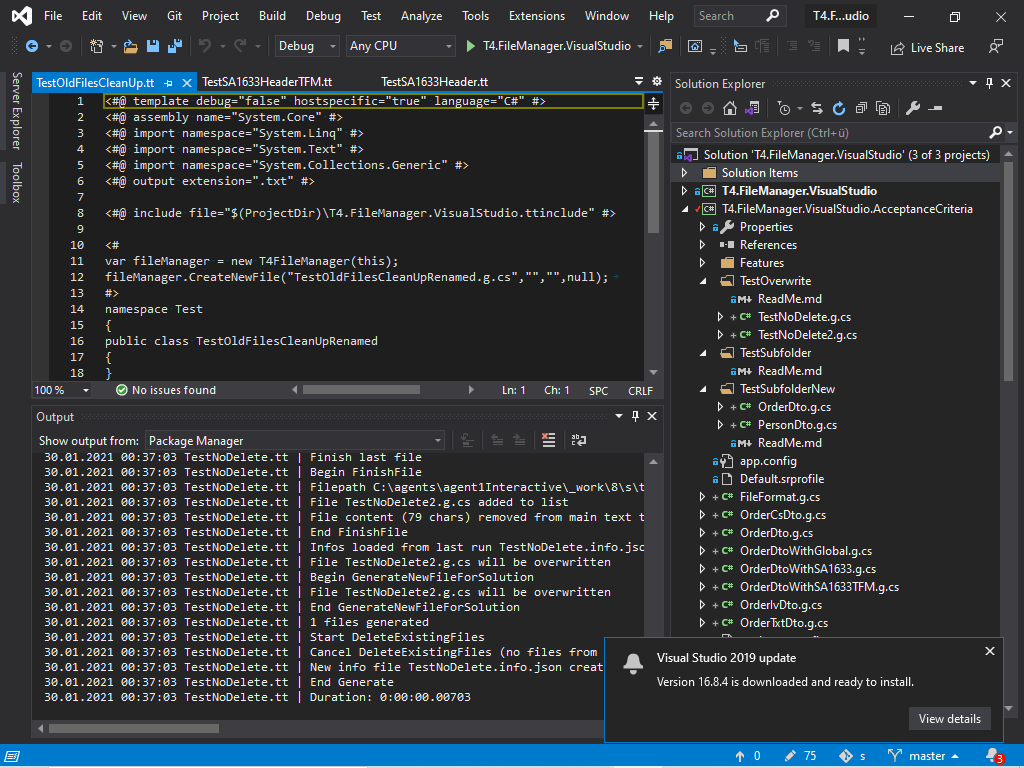 File Edit View Git Project Build Debug Test Analyze Tools Extensions Window Help Search T4.F...udio
Debug Any CPU T4.FileManager.VisualStudio Live Share
Server Explorer
Toolbox
TestOldFilesCleanUp.tt TestSA1633HeaderTFM.tt TestSA1633Header.tt
1 <#@ template debug="false" hostspecific="true" language="C#" #>
2 <#@ assembly name="System.Core" #>
3 <#@ import namespace="System.Linq" #>
4 <#@ import namespace="System.Text" #>
5 <#@ import namespace="System.Collections.Generic" #>
6 <#@ output extension=".txt" #>
7
8 <#@ include file="$(ProjectDir)\T4.FileManager.VisualStudio.ttinclude" #>
9
10 <#
11 var fileManager = new T4FileManager(this);
12 fileManager.CreateNewFile("TestOldFilesCleanUpRenamed.g.cs","","",null);
13 #>
14 namespace Test
15 {
16 public class TestOldFilesCleanUpRenamed
17 {
18 }
100 % No issues found Ln: 1 Ch: 1 SPC CRLF
Output
Show output from: Package Manager
30.01.2021 00:37:03 TestNoDelete.tt | Finish last file
30.01.2021 00:37:03 TestNoDelete.tt | Begin FinishFile
30.01.2021 00:37:03 TestNoDelete.tt | Filepath C:\agents\agent1Interactive\_work\8\s\t
30.01.2021 00:37:03 TestNoDelete.tt | File TestNoDelete2.g.cs added to list
30.01.2021 00:37:03 TestNoDelete.tt | File content (79 chars) removed from main text t
30.01.2021 00:37:03 TestNoDelete.tt | End FinishFile
30.01.2021 00:37:03 TestNoDelete.tt | Infos loaded from last run TestNoDelete.info.jso
30.01.2021 00:37:03 TestNoDelete.tt | File TestNoDelete2.g.cs will be overwritten
30.01.2021 00:37:03 TestNoDelete.tt | Begin GenerateNewFileForSolution
30.01.2021 00:37:03 TestNoDelete.tt | File TestNoDelete2.g.cs will be overwritten
30.01.2021 00:37:03 TestNoDelete.tt | End GenerateNewFileForSolution
30.01.2021 00:37:03 TestNoDelete.tt | 1 files generated
30.01.2021 00:37:03 TestNoDelete.tt | Start DeleteExistingFiles
30.01.2021 00:37:03 TestNoDelete.tt | Cancel DeleteExistingFiles (no files from
30.01.2021 00:37:03 TestNoDelete.tt | New info file TestNoDelete.info.json creat
30.01.2021 00:37:03 TestNoDelete.tt | End Generate
30.01.2021 00:37:03 TestNoDelete.tt | Duration: 0:00:00.00703
Solution Explorer
Search Solution Explorer (Ctrl+ü)
Solution 'T4.FileManager.VisualStudio' (3 of 3 projects)
Solution Items
C# T4.FileManager.VisualStudio
C# T4.FileManager.VisualStudio.AcceptanceCriteria
Properties
References
Features
TestOverwrite
M+ ReadMe.md
+ C# TestNoDelete.g.cs
+ C# TestNoDelete2.g.cs
TestSubfolder
M+ ReadMe.md
TestSubfolderNew
+ C# OrderDto.g.cs
+ C# PersonDto.g.cs
M+ ReadMe.md
app.config
Default.srprofile
+ C# FileFormat.g.cs
+ C# OrderCsDto.g.cs
+ C# OrderDto.g.cs
+ C# OrderDtoWithGlobal.g.cs
+ C# OrderDtoWithSA1633.g.cs
+ C# OrderDtoWithSA1633TFM.g.cs
+ C# OrderIvDto.g.cs
+ C# OrderTxtDto.g.cs
Visual Studio 2019 update
Version 16.8.4 is downloaded and ready to install.
View details
0 75 s master 3